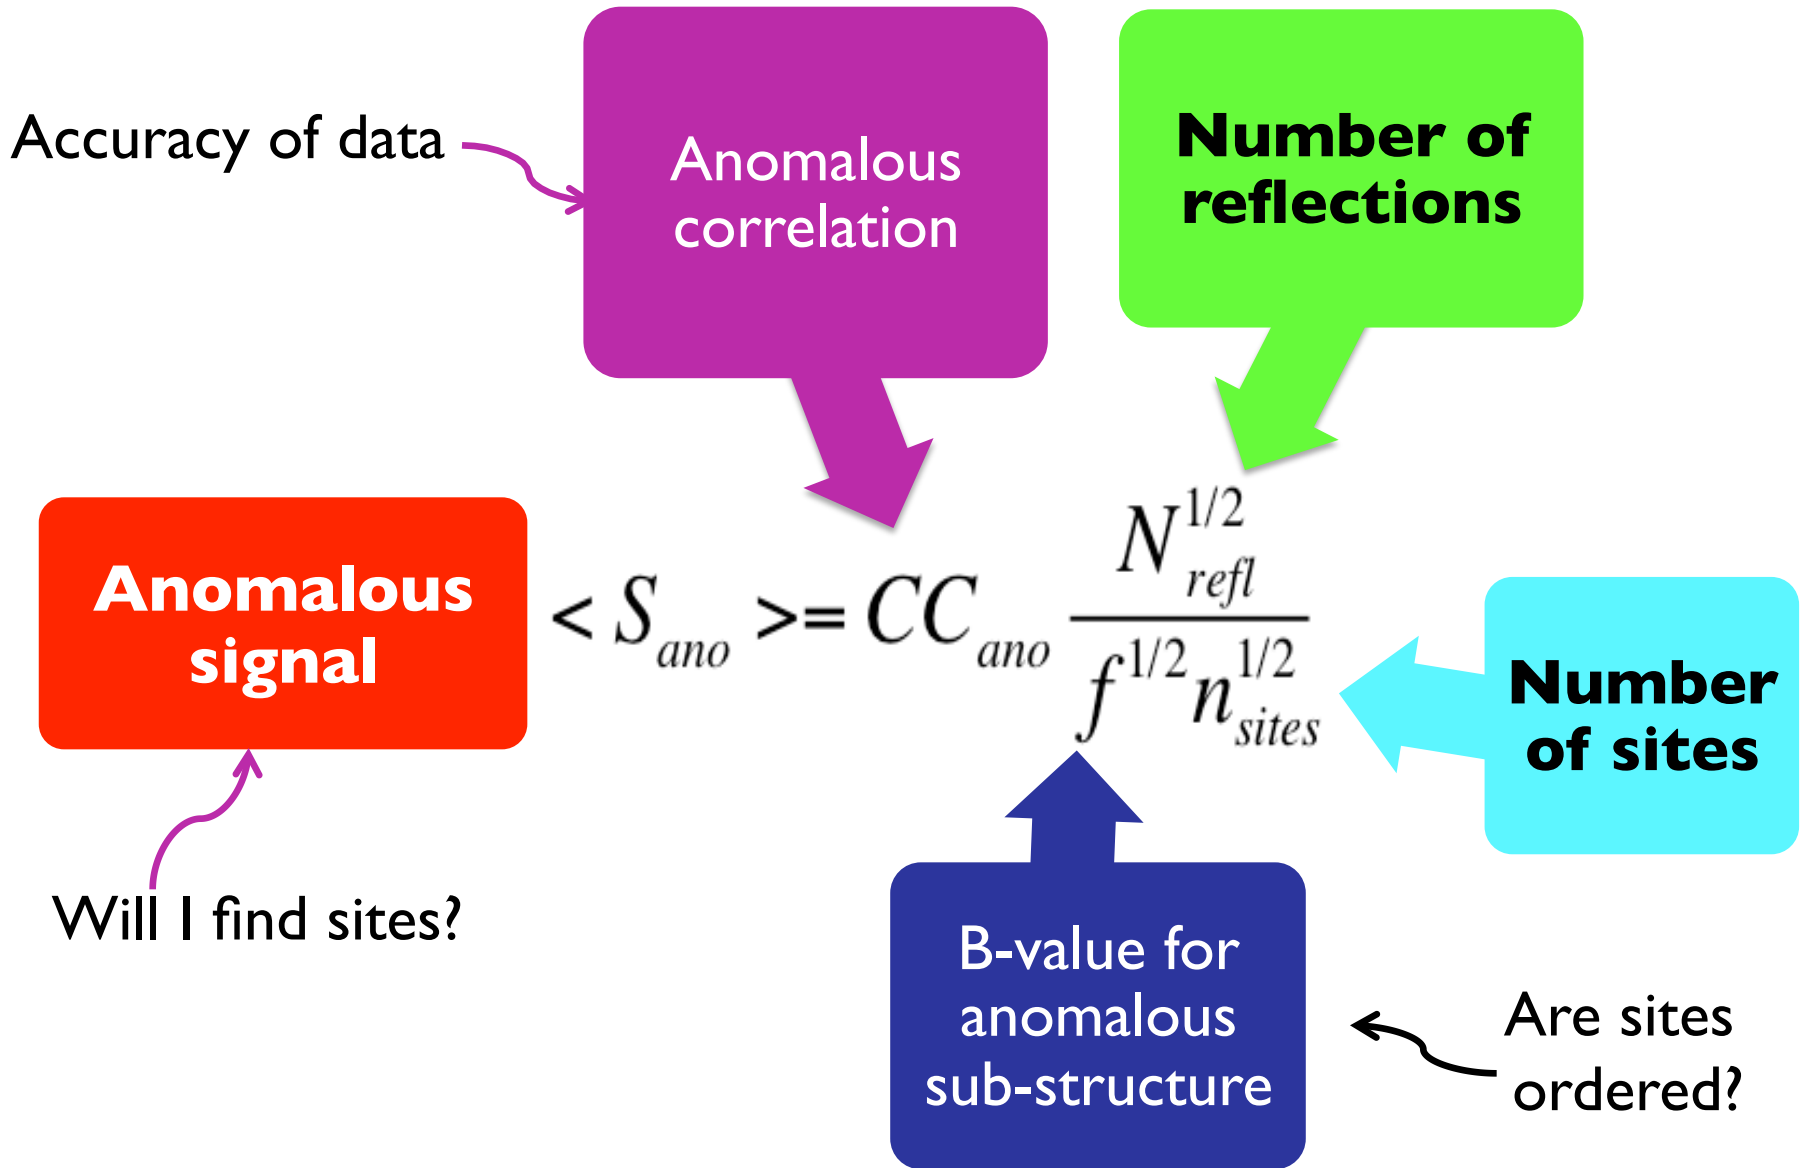 Accuracy of data
Anomalous
correlation
Number of
reflections
Anomalous
signal
< S_ano >= CC_ano N_refl^1/2 / f^1/2 n_sites^1/2
Number
of sites
Will I find sites?
B-value for
anomalous
sub-structure
Are sites
ordered?